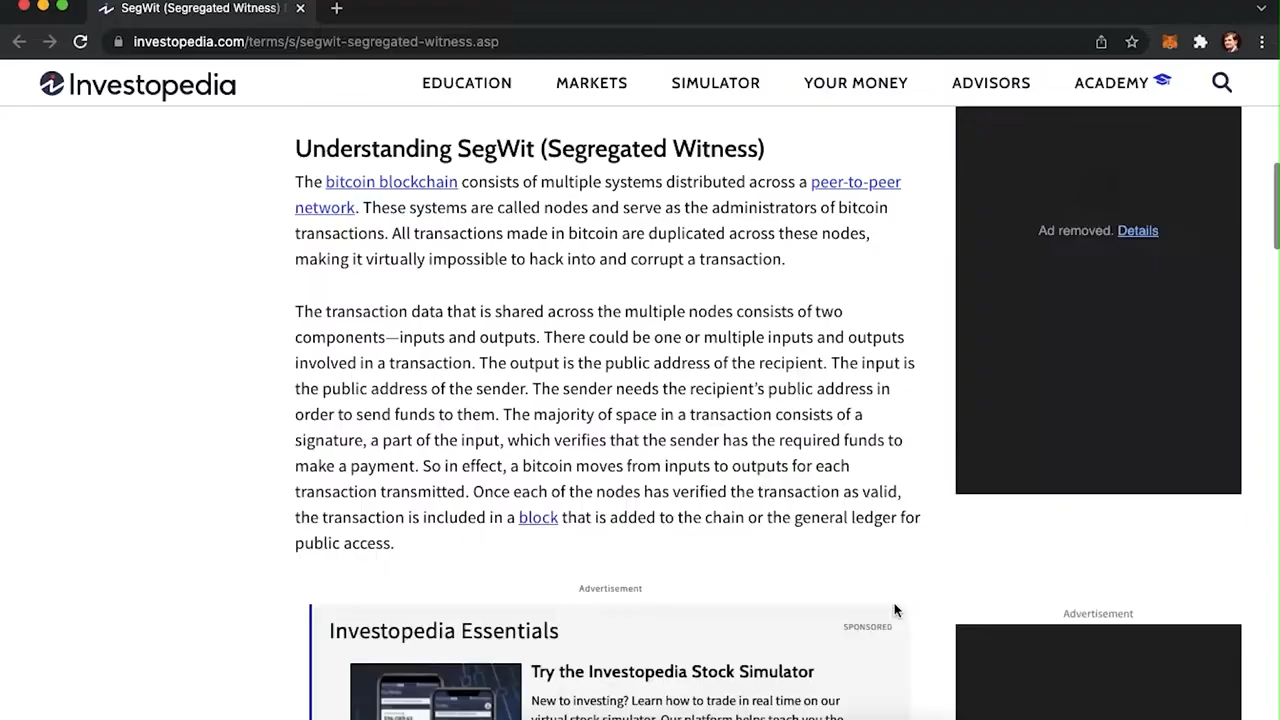 SegWit (Segregated Witness)
investopedia.com/terms/s/segwit-segregated-witness.asp
Investopedia
EDUCATION MARKETS SIMULATOR YOUR MONEY ADVISORS ACADEMY
Understanding SegWit (Segregated Witness)
The bitcoin blockchain consists of multiple systems distributed across a peer-to-peer
network. These systems are called nodes and serve as the administrators of bitcoin
transactions. All transactions made in bitcoin are duplicated across these nodes,
making it virtually impossible to hack into and corrupt a transaction.
The transaction data that is shared across the multiple nodes consists of two
components—inputs and outputs. There could be one or multiple inputs and outputs
involved in a transaction. The output is the public address of the recipient. The input is
the public address of the sender. The sender needs the recipient's public address in
order to send funds to them. The majority of space in a transaction consists of a
signature, a part of the input, which verifies that the sender has the required funds to
make a payment. So in effect, a bitcoin moves from inputs to outputs for each
transaction transmitted. Once each of the nodes has verified the transaction as valid,
the transaction is included in a block that is added to the chain or the general ledger for
public access.
Ad removed. Details
Advertisement
Investopedia Essentials
SPONSORED
Try the Investopedia Stock Simulator
New to investing? Learn how to trade in real time on our
virtual stock simulator. Our platform helps teach you the
Advertisement